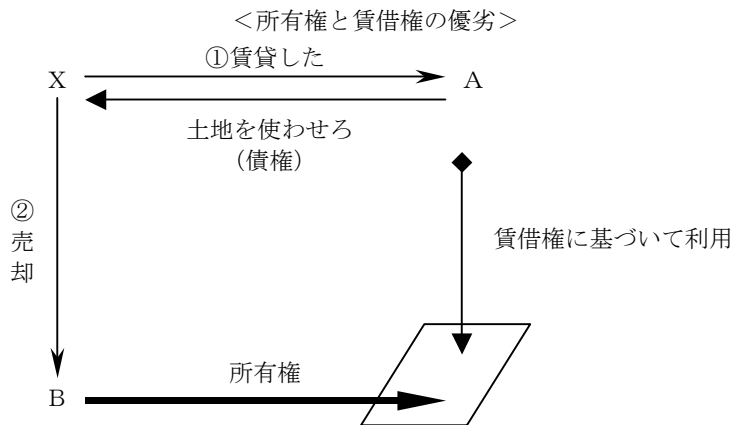 ＜所有権と賃借権の優劣＞
①賃貸した
X
A
土地を使わせろ
（債権）
②売却
賃借権に基づいて利用
所有権
B